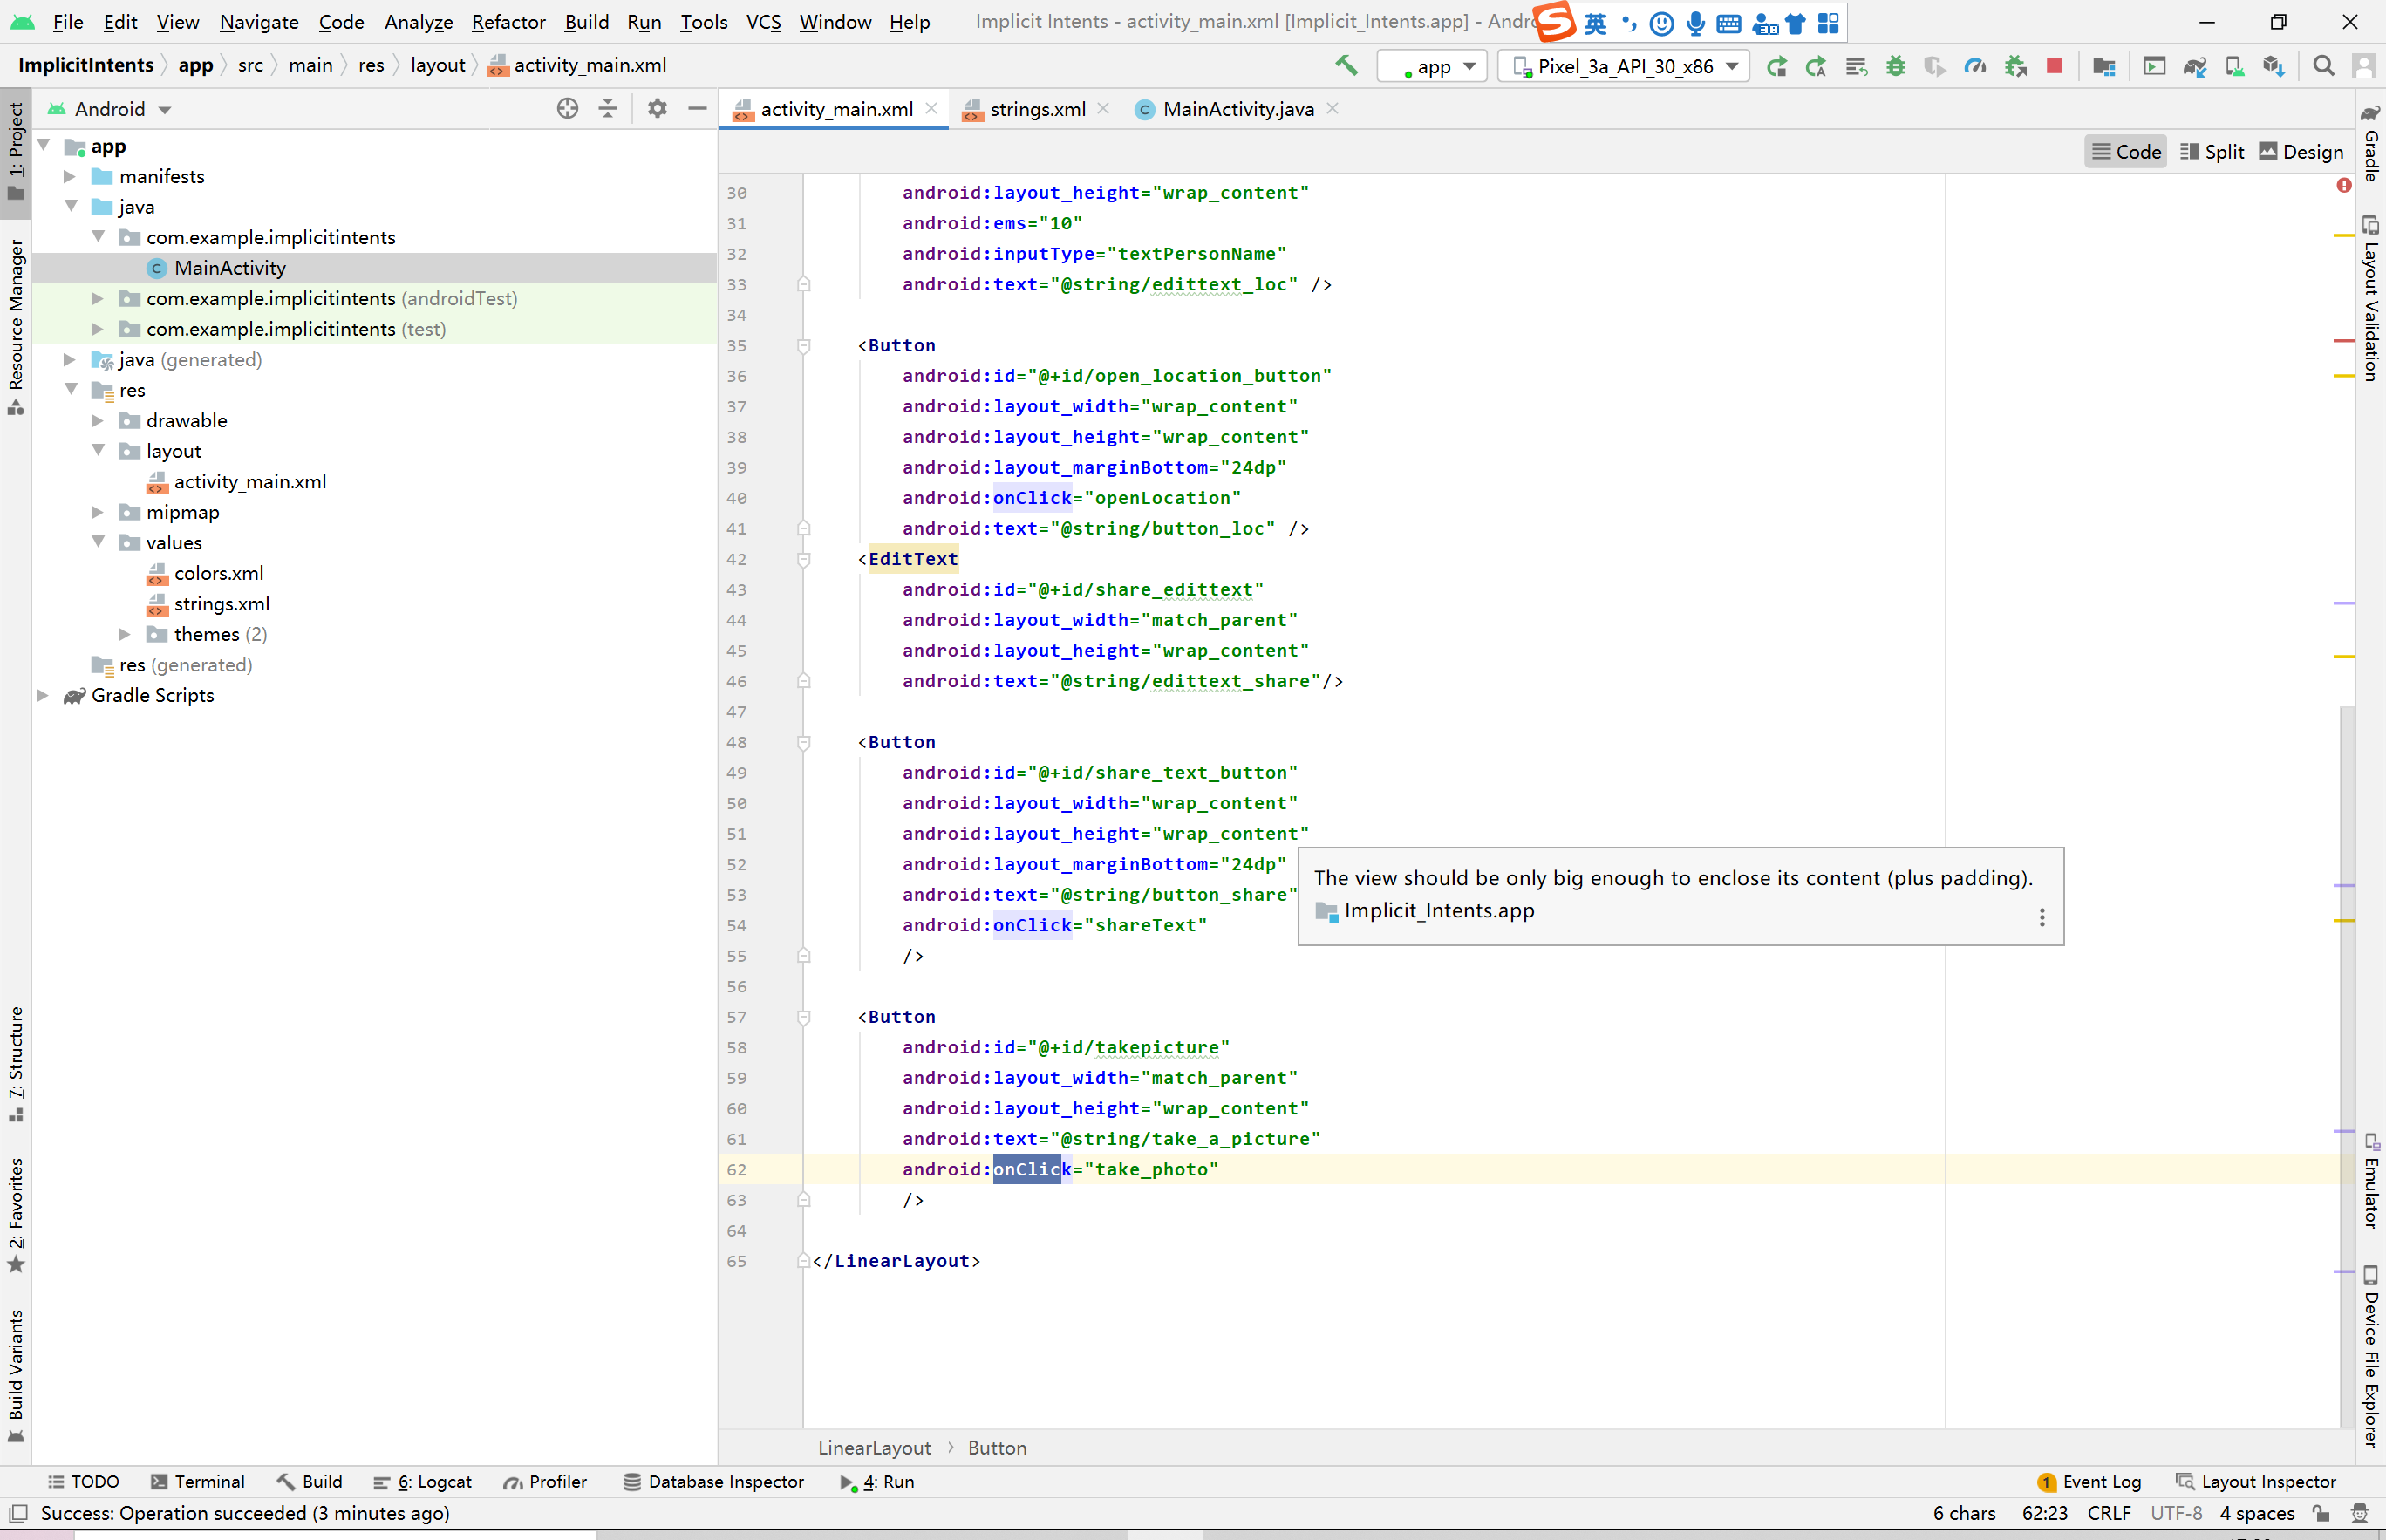 File Edit View Navigate Code Analyze Refactor Build Run Tools VCS Window Help Implicit Intents - activity_main.xml [Implicit_Intents.app] - Andro
英
ImplicitIntents app src main res layout activity_main.xml app Pixel_3a_API_30_x86
Android
activity_main.xml strings.xml MainActivity.java
Code Split Design
1: Project
Resource Manager
7: Structure
2: Favorites
Build Variants
app
manifests
java
com.example.implicitintents
MainActivity
com.example.implicitintents (androidTest)
com.example.implicitintents (test)
java (generated)
res
drawable
layout
activity_main.xml
mipmap
values
colors.xml
strings.xml
themes (2)
res (generated)
Gradle Scripts
30 android:layout_height="wrap_content"
31 android:ems="10"
32 android:inputType="textPersonName"
33 android:text="@string/edittext_loc" />
34
35 <Button
36 android:id="@+id/open_location_button"
37 android:layout_width="wrap_content"
38 android:layout_height="wrap_content"
39 android:layout_marginBottom="24dp"
40 android:onClick="openLocation"
41 android:text="@string/button_loc" />
42 <EditText
43 android:id="@+id/share_edittext"
44 android:layout_width="match_parent"
45 android:layout_height="wrap_content"
46 android:text="@string/edittext_share"/>
47
48 <Button
49 android:id="@+id/share_text_button"
50 android:layout_width="wrap_content"
51 android:layout_height="wrap_content"
52 android:layout_marginBottom="24dp"
53 android:text="@string/button_share"
54 android:onClick="shareText"
55 />
56
57 <Button
58 android:id="@+id/takepicture"
59 android:layout_width="match_parent"
60 android:layout_height="wrap_content"
61 android:text="@string/take_a_picture"
62 android:onClick="take_photo"
63 />
64
65 </LinearLayout>
The view should be only big enough to enclose its content (plus padding).
Implicit_Intents.app
Gradle
Layout Validation
Emulator
Device File Explorer
LinearLayout Button
TODO Terminal Build 6: Logcat Profiler Database Inspector 4: Run 1 Event Log Layout Inspector
Success: Operation succeeded (3 minutes ago) 6 chars 62:23 CRLF UTF-8 4 spaces